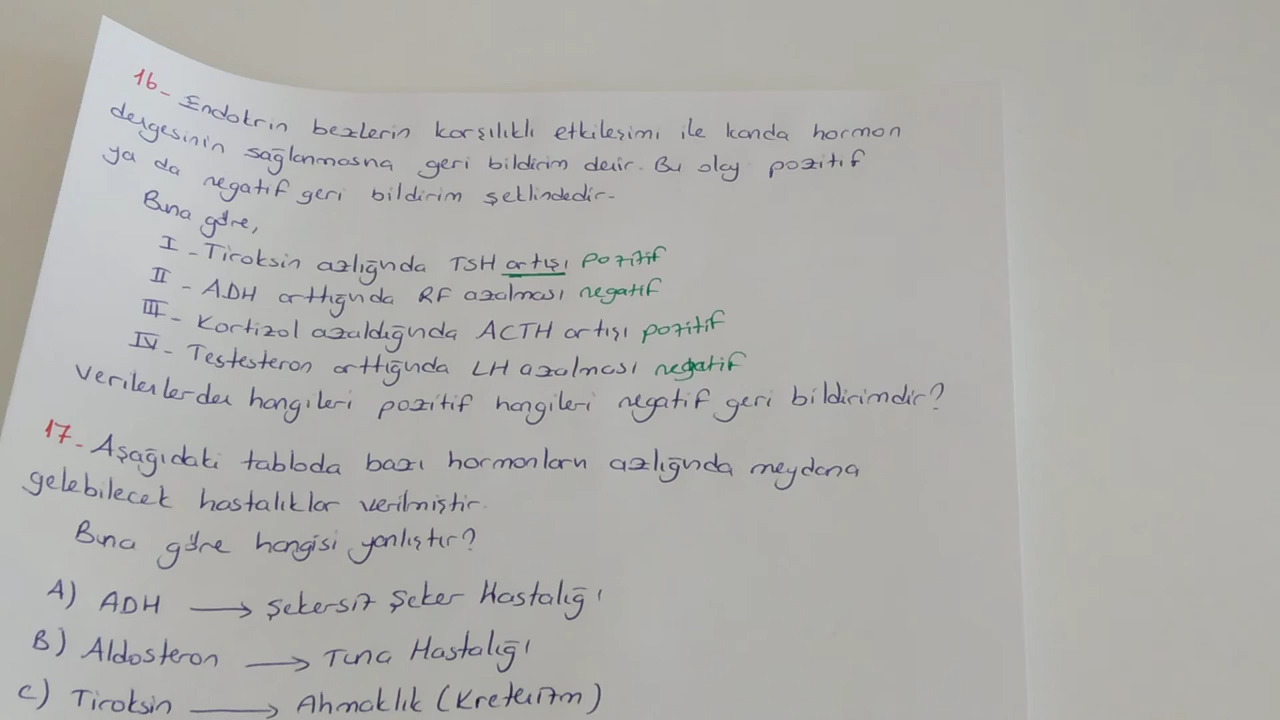 16- Endokrin bezlerin karşılıklı etkileşimi ile kanda hormon
dengesinin sağlanmasına geri bildirim denir. Bu olay pozitif
ya da negatif geri bildirim şeklindedir.
Buna göre,
I - Tiroksin azlığında TSH artışı pozitif
II - ADH arttığında RF azalması negatif
III - Kortizol azaldığında ACTH artışı pozitif
IV - Testesteron arttığında LH azalması negatif
Verilenlerden hangileri pozitif hangileri negatif geri bildirimdir?
17- Aşağıdaki tabloda bazı hormonların azlığında meydana
gelebilecek hastalıklar verilmiştir.
Buna göre hangisi yanlıştır?
A) ADH → Şekersiz Şeker Hastalığı
B) Aldosteron → Tunç Hastalığı
C) Tiroksin → Ahmaklık (Kretenizm)